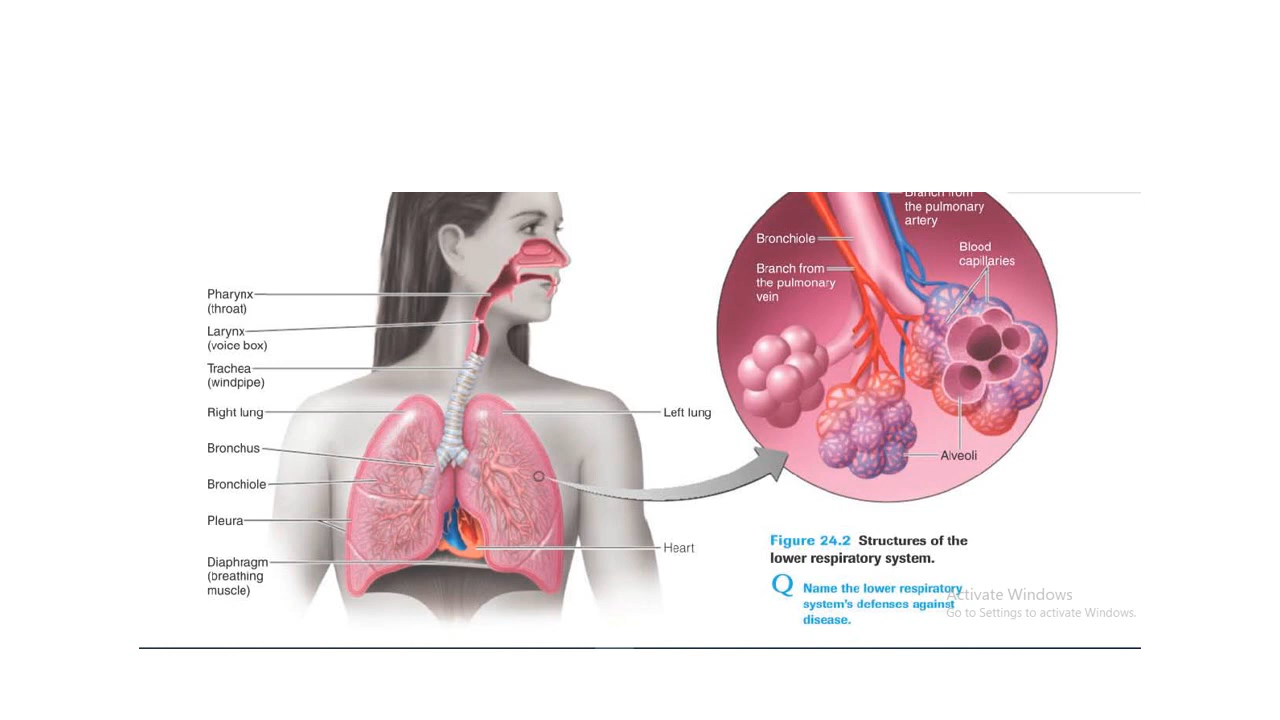 Pharynx
(throat)
Larynx
(voice box)
Trachea
(windpipe)
Right lung
Bronchus
Bronchiole
Pleura
Diaphragm
(breathing
muscle)
Left lung
Heart
Branch from
the pulmonary
artery
Bronchiole
Blood
capillaries
Branch from
the pulmonary
vein
Alveoli
Figure 24.2 Structures of the
lower respiratory system.
Q Name the lower respiratory
system's defenses against
disease.
Activate Windows
Go to Settings to activate Windows.